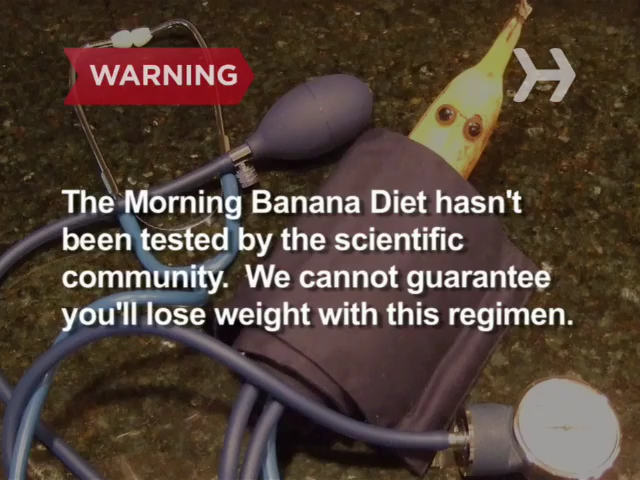 WARNING
The Morning Banana Diet hasn't
been tested by the scientific
community.  We cannot guarantee
you'll lose weight with this regimen.